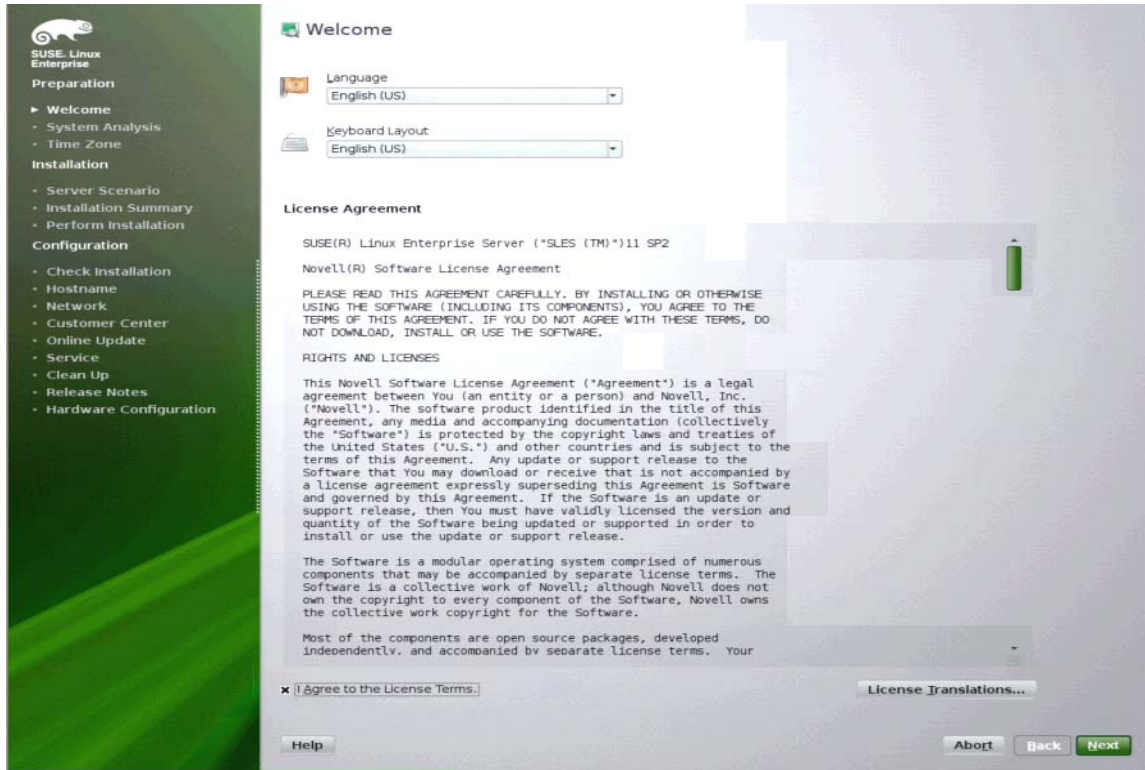 SUSE. Linux
Enterprise
Preparation
Welcome
System Analysis
Time Zone
Installation
Server Scenario
Installation Summary
Perform Installation
Configuration
Check Installation
Hostname
Network
Customer Center
Online Update
Service
Clean Up
Release Notes
Hardware Configuration
Welcome
Language
English (US)
Keyboard Layout
English (US)
License Agreement
SUSE(R) Linux Enterprise Server ("SLES (TM)")11 SP2
Novell(R) Software License Agreement
PLEASE READ THIS AGREEMENT CAREFULLY. BY INSTALLING OR OTHERWISE
USING THE SOFTWARE (INCLUDING ITS COMPONENTS), YOU AGREE TO THE
TERMS OF THIS AGREEMENT. IF YOU DO NOT AGREE WITH THESE TERMS, DO
NOT DOWNLOAD, INSTALL OR USE THE SOFTWARE.
RIGHTS AND LICENSES
This Novell Software License Agreement ("Agreement") is a legal
agreement between You (an entity or a person) and Novell, Inc.
("Novell"). The software product identified in the title of this
Agreement, any media and accompanying documentation (collectively
the "Software") is protected by the copyright laws and treaties of
the United States ("U.S.") and other countries and is subject to the
terms of this Agreement.  Any update or support release to the
Software that You may download or receive that is not accompanied by
a license agreement expressly superseding this Agreement is Software
and governed by this Agreement.  If the Software is an update or
support release, then You must have validly licensed the version and
quantity of the Software being updated or supported in order to
install or use the update or support release.
The Software is a modular operating system comprised of numerous
components that may be accompanied by separate license terms.  The
Software is a collective work of Novell; although Novell does not
own the copyright to every component of the Software, Novell owns
the collective work copyright for the Software.
Most of the components are open source packages, developed
independently, and accompanied by separate license terms.  Your
I Agree to the License Terms.
License Translations...
Help
Abort
Back
Next